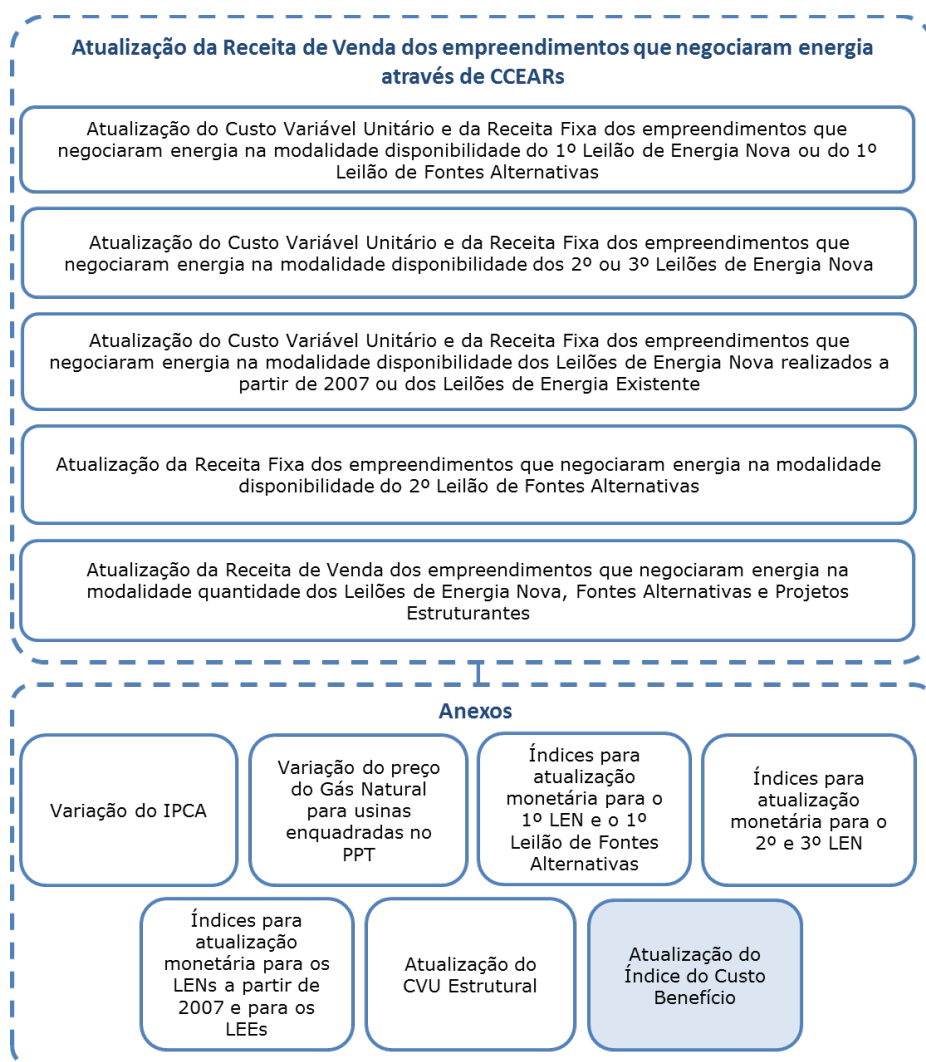 Atualização da Receita de Venda dos empreendimentos que negociaram energia
através de CCEARs
Atualização do Custo Variável Unitário e da Receita Fixa dos empreendimentos que
negociaram energia na modalidade disponibilidade do 1º Leilão de Energia Nova ou do 1º
Leilão de Fontes Alternativas
Atualização do Custo Variável Unitário e da Receita Fixa dos empreendimentos que
negociaram energia na modalidade disponibilidade dos 2º ou 3º Leilões de Energia Nova
Atualização do Custo Variável Unitário e da Receita Fixa dos empreendimentos que
negociaram energia na modalidade disponibilidade dos Leilões de Energia Nova realizados a
partir de 2007 ou dos Leilões de Energia Existente
Atualização da Receita Fixa dos empreendimentos que negociaram energia na modalidade
disponibilidade do 2º Leilão de Fontes Alternativas
Atualização da Receita de Venda dos empreendimentos que negociaram energia na
modalidade quantidade dos Leilões de Energia Nova, Fontes Alternativas e Projetos
Estruturantes
Anexos
Variação do IPCA
Variação do preço
do Gás Natural
para usinas
enquadradas no
PPT
Índices para
atualização
monetária para o
1º LEN e o 1º
Leilão de Fontes
Alternativas
Índices para
atualização
monetária para o
2º e 3º LEN
Índices para
atualização
monetária para os
LENs a partir de
2007 e para os
LEEs
Atualização do
CVU Estrutural
Atualização do
Índice do Custo
Benefício